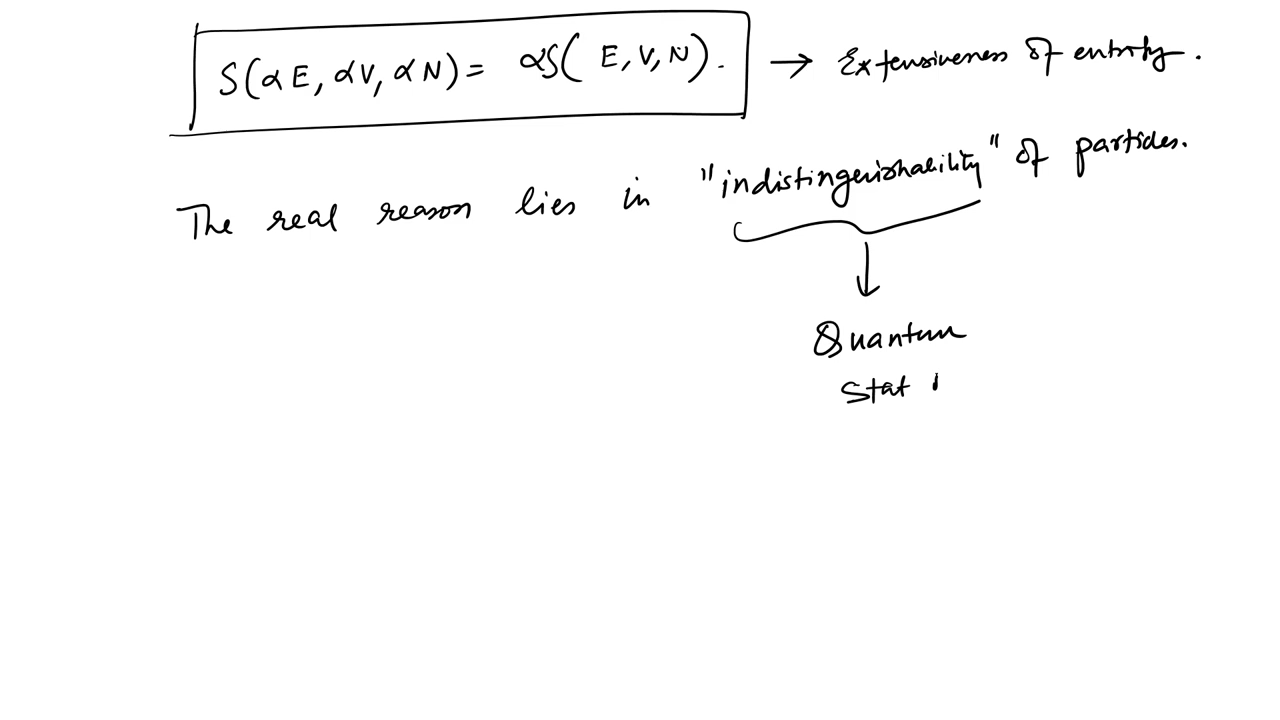 S(αE, αV, αN) = αS(E, V, N). → Extensiveness of entropy.
The real reason lies in "indistinguishability" of particles.
↓
Quantum
Stat